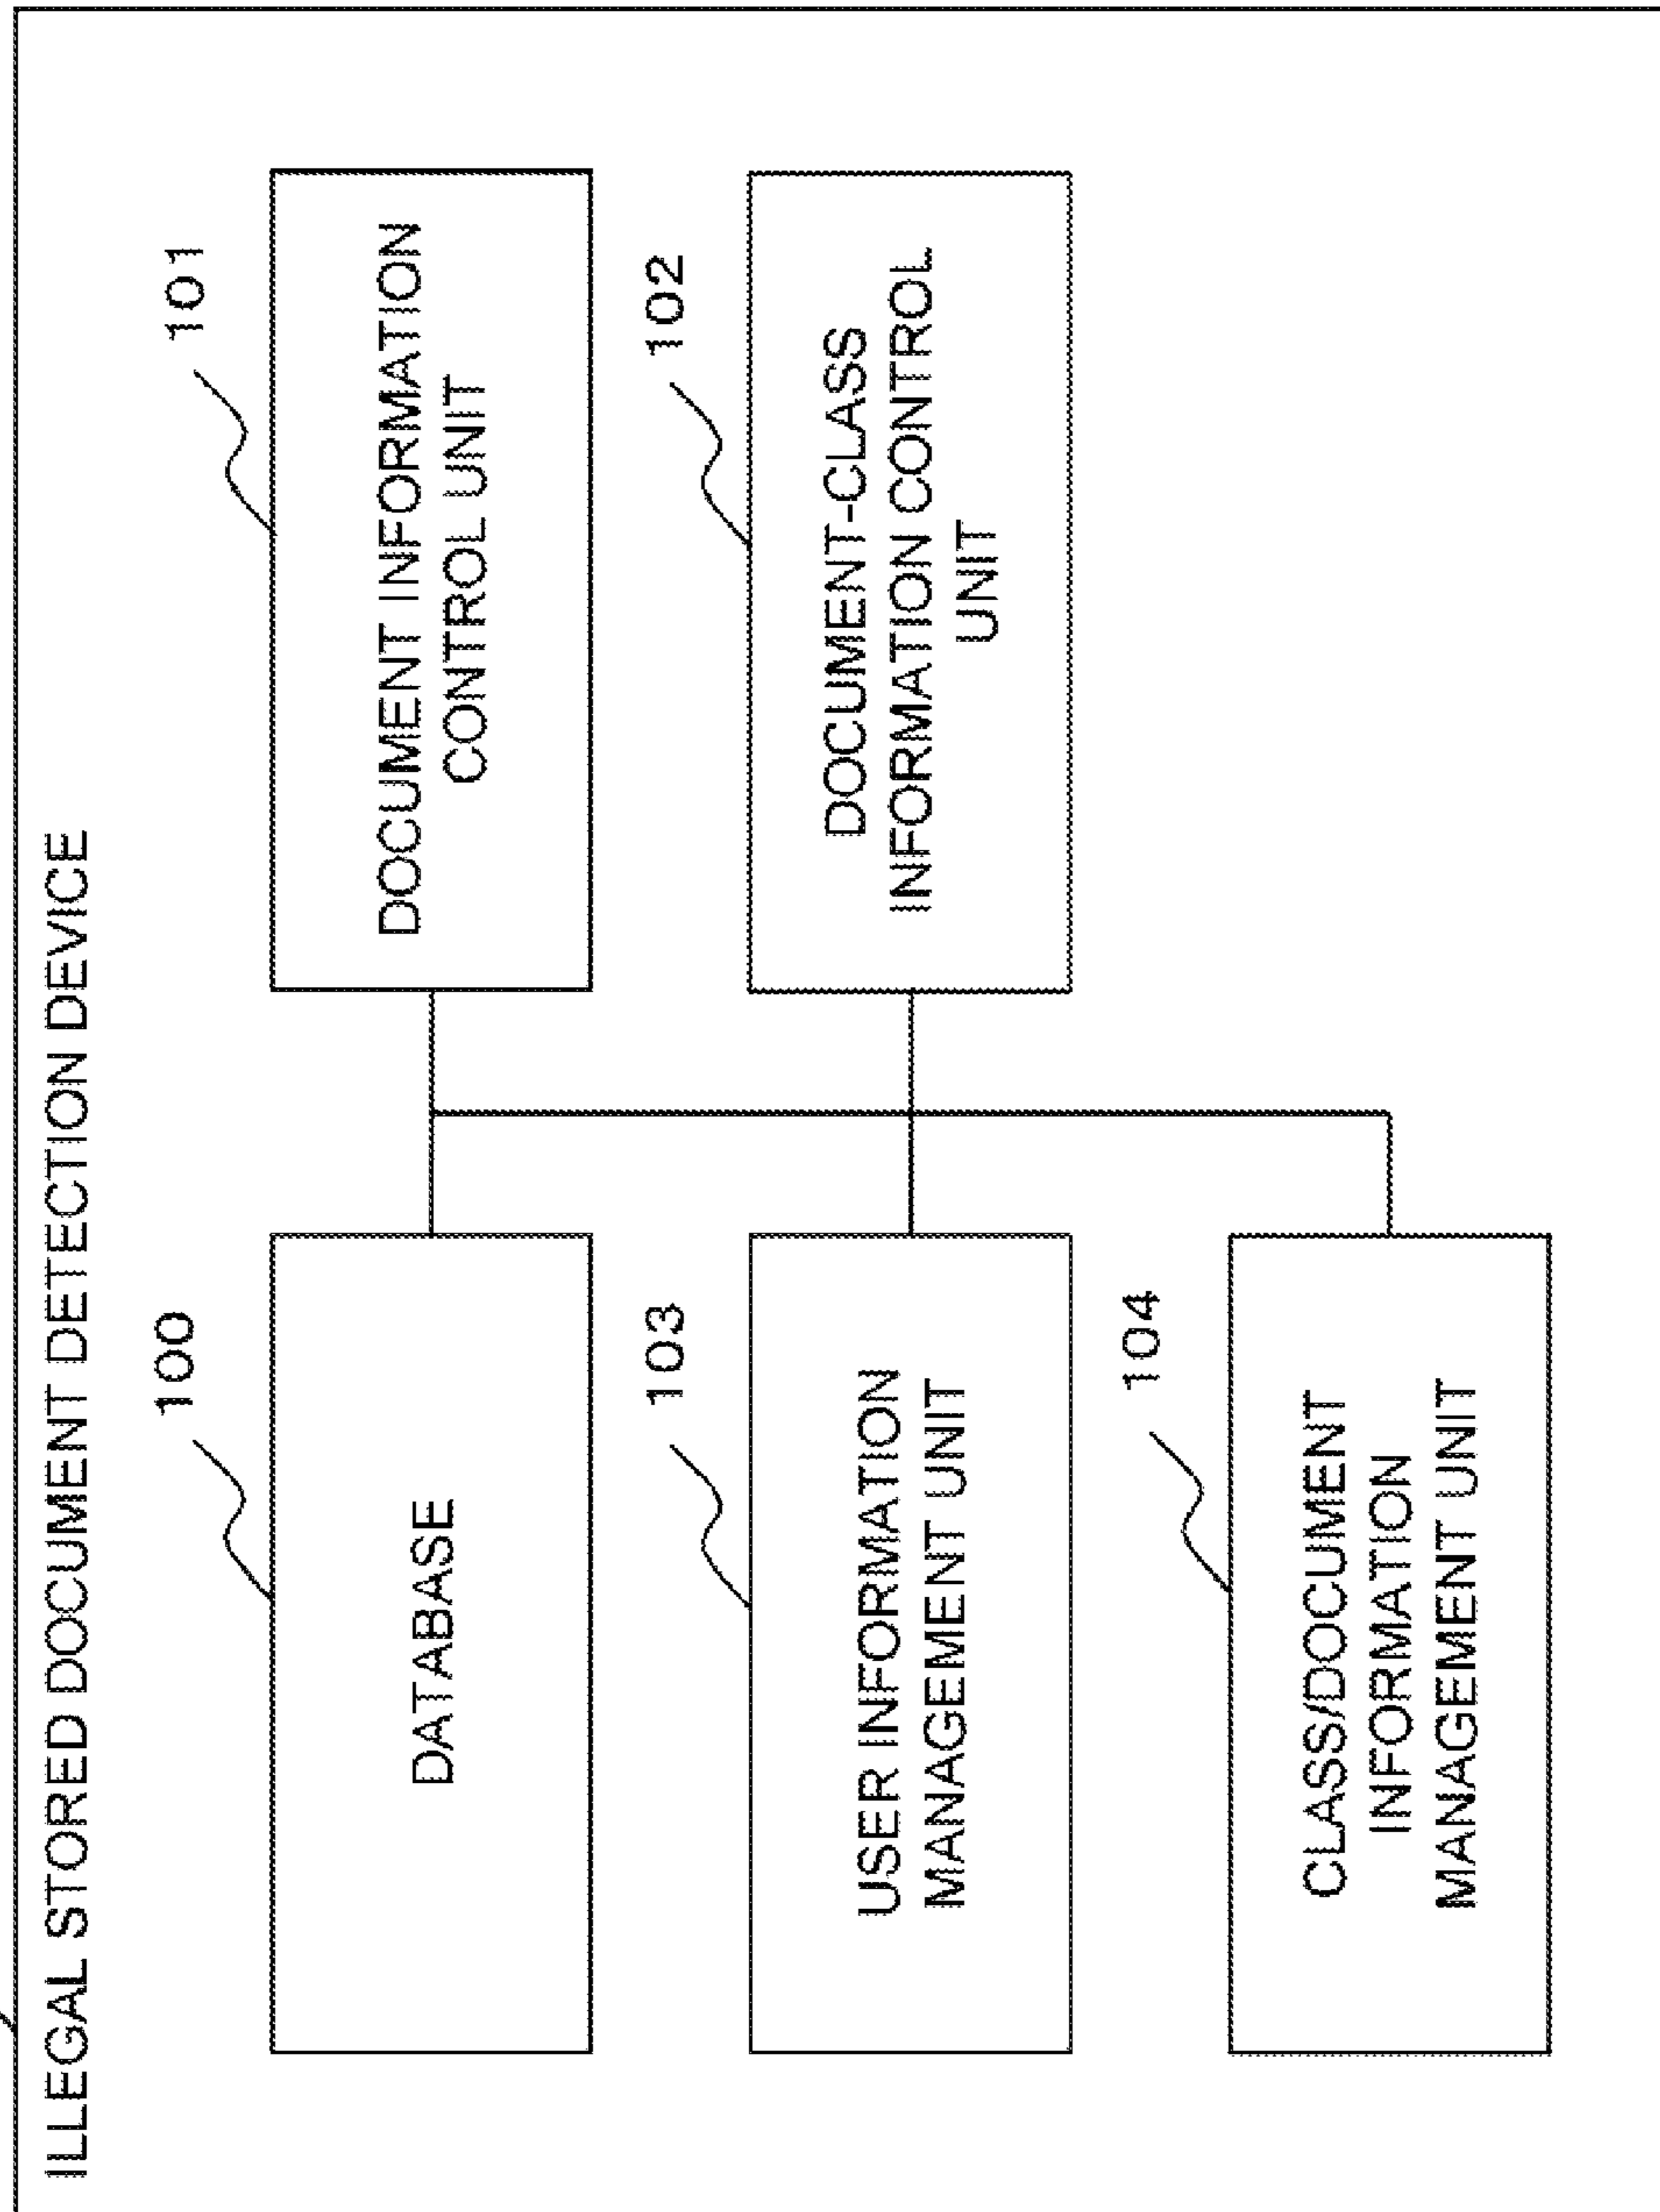 ILLEGAL STORED DOCUMENT DETECTION DEVICE
100
DATABASE
101
DOCUMENT INFORMATION
CONTROL UNIT
103
USER INFORMATION
MANAGEMENT UNIT
102
DOCUMENT-CLASS
INFORMATION CONTROL
UNIT
104
CLASS/DOCUMENT
INFORMATION
MANAGEMENT UNIT